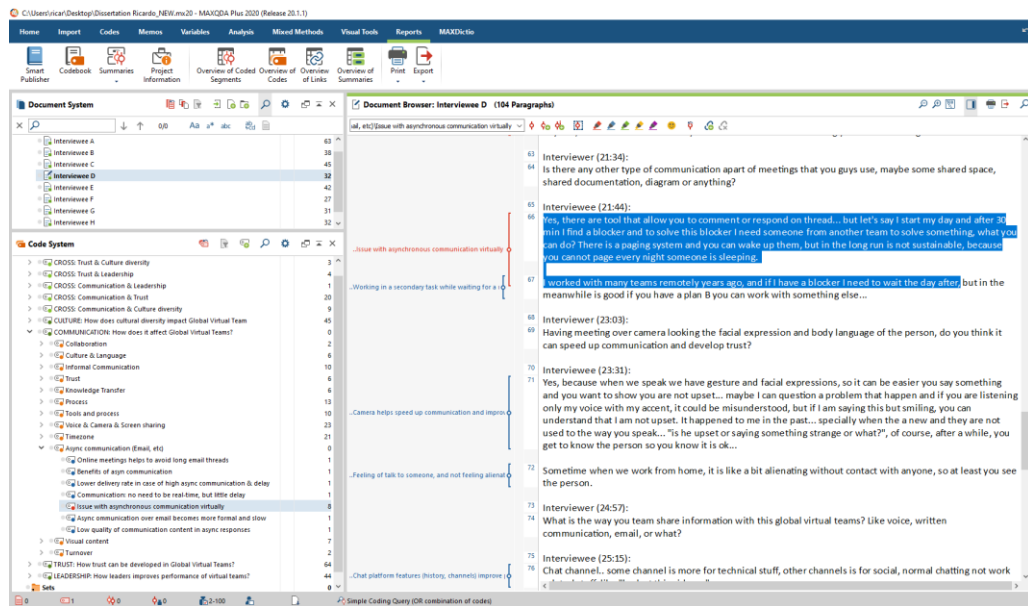 C:\Users\ricar\Desktop\Dissertation Ricardo_NEW.mx20 - MAXQDA Plus 2020 (Release 20.1.1)
Home Import Codes Memos Variables Analysis Mixed Methods Visual Tools Reports MAXDictio
Smart Publisher
Codebook
Summaries
Project Information
Overview of Coded Segments
Overview of Codes
Overview of Links
Overview of Summaries
Print
Export
Document System
0/0 Aa abc
Interviewee A 63
Interviewee B 38
Interviewee C 45
Interviewee D 32
Interviewee E 42
Interviewee F 27
Interviewee G 31
Interviewee H 32
Code System
CROSS: Trust & Culture diversity 3
CROSS: Trust & Leadership 4
CROSS: Communication & Leadership 1
CROSS: Communication & Trust 20
CROSS: Communication & Culture diversity 9
CULTURE: How does cultural diversity impact Global Virtual Team 45
COMMUNICATION: How does it affect Global Virtual Teams? 0
Collaboration 2
Culture & Language 6
Informal Communication 10
Trust 6
Knowledge Transfer 6
Process 13
Tools and process 10
Voice & Camera & Screen sharing 23
Timezone 21
Async communication (Email, etc) 0
Online meetings helps to avoid long email threads 1
Benefits of asyn communication 1
Lower delivery rate in case of high async communication & delay 1
Communication: no need to be real-time, but little delay 1
Issue with asynchronous communication virtually 8
Async ommunication over email becomes more formal and slow 1
Low quality of communication content in async responses 1
Visual content 7
Turnover 2
TRUST: How trust can be developed in Global Virtual Teams? 64
LEADERSHIP: How leaders improves performance of virtual teams? 44
Sets 0
Document Browser: Interviewee D (104 Paragraphs)
ail, etc)\Issue with asynchronous communication virtually
63 Interviewer (21:34):
64 Is there any other type of communication apart of meetings that you guys use, maybe some shared space,
shared documentation, diagram or anything?
65 Interviewee (21:44):
66 Yes, there are tool that allow you to comment or respond on thread... but let's say I start my day and after 30
min I find a blocker and to solve this blocker I need someone from another team to solve something, what you
can do? There is a paging system and you can wake up them, but in the long run is not sustainable, because
you cannot page every night someone is sleeping.
..Issue with asynchronous communication virtually
67 I worked with many teams remotely years ago, and if I have a blocker I need to wait the day after, but in the
meanwhile is good if you have a plan B you can work with something else...
..Working in a secondary task while waiting for a
68 Interviewer (23:03):
69 Having meeting over camera looking the facial expression and body language of the person, do you think it
can speed up communication and develop trust?
70 Interviewee (23:31):
71 Yes, because when we speak we have gesture and facial expressions, so it can be easier you say something
and you want to show you are not upset... maybe I can question a problem that happen and if you are listening
only my voice with my accent, it could be misunderstood, but if I am saying this but smiling, you can
understand that I am not upset. It happened to me in the past... specially when the a new and they are not
used to the way you speak... "is he upset or saying something strange or what?", of course, after a while, you
get to know the person so you know it is ok...
..Camera helps speed up communication and improv
72 Sometime when we work from home, it is like a bit alienating without contact with anyone, so at least you see
the person.
..Feeling of talk to someone, and not feeling alienat
73 Interviewer (24:57):
74 What is the way you team share information with this global virtual teams? Like voice, written
communication, email, or what?
75 Interviewee (25:15):
76 Chat channel.. some channel is more for technical stuff, other channels is for social, normal chatting not work
..Chat platform features (history, channels) improve
0 1 0 0 2-100 Simple Coding Query (OR combination of codes)